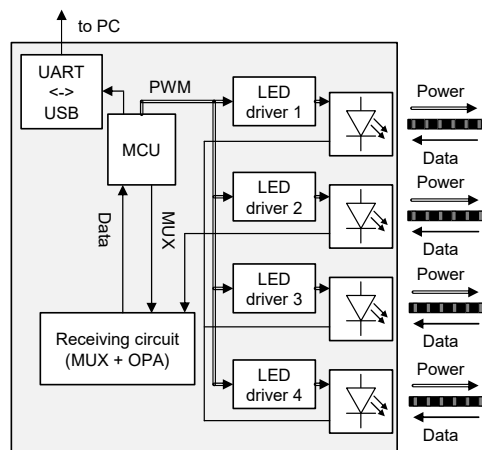 to PC
UART
<->
USB
PWM
MCU
Data
MUX
Receiving circuit
(MUX + OPA)
LED
driver 1
LED
driver 2
LED
driver 3
LED
driver 4
Power
Data
Power
Data
Power
Data
Power
Data